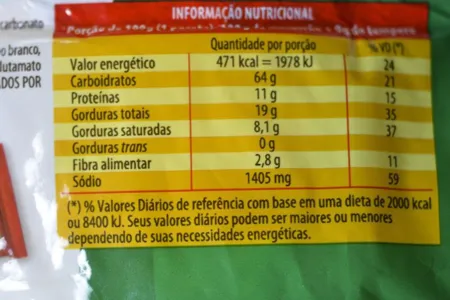 INFORMAÇÃO NUTRICIONAL
Quantidade por porção % VD (*)
Valor energético 471 kcal = 1978 kJ 24
Carboidratos 64 g 21
Proteínas 11 g 15
Gorduras totais 19 g 35
Gorduras saturadas 8,1 g 37
Gorduras trans 0 g
Fibra alimentar 2,8 g 11
Sódio 1405 mg 59
(*) % Valores Diários de referência com base em uma dieta de 2000 kcal
ou 8400 kJ. Seus valores diários podem ser maiores ou menores
dependendo de suas necessidades energéticas.
carbonato
o branco,
lutamato
ADOS POR